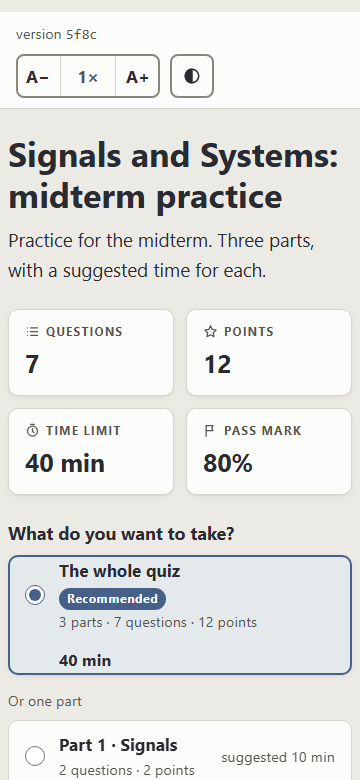 version 5f8c
A− 1× A+
Signals and Systems:
midterm practice
Practice for the midterm. Three parts,
with a suggested time for each.
QUESTIONS
7
POINTS
12
TIME LIMIT
40 min
PASS MARK
80%
What do you want to take?
The whole quiz
Recommended
3 parts · 7 questions · 12 points
40 min
Or one part
Part 1 · Signals
suggested 10 min
2 questions · 2 points